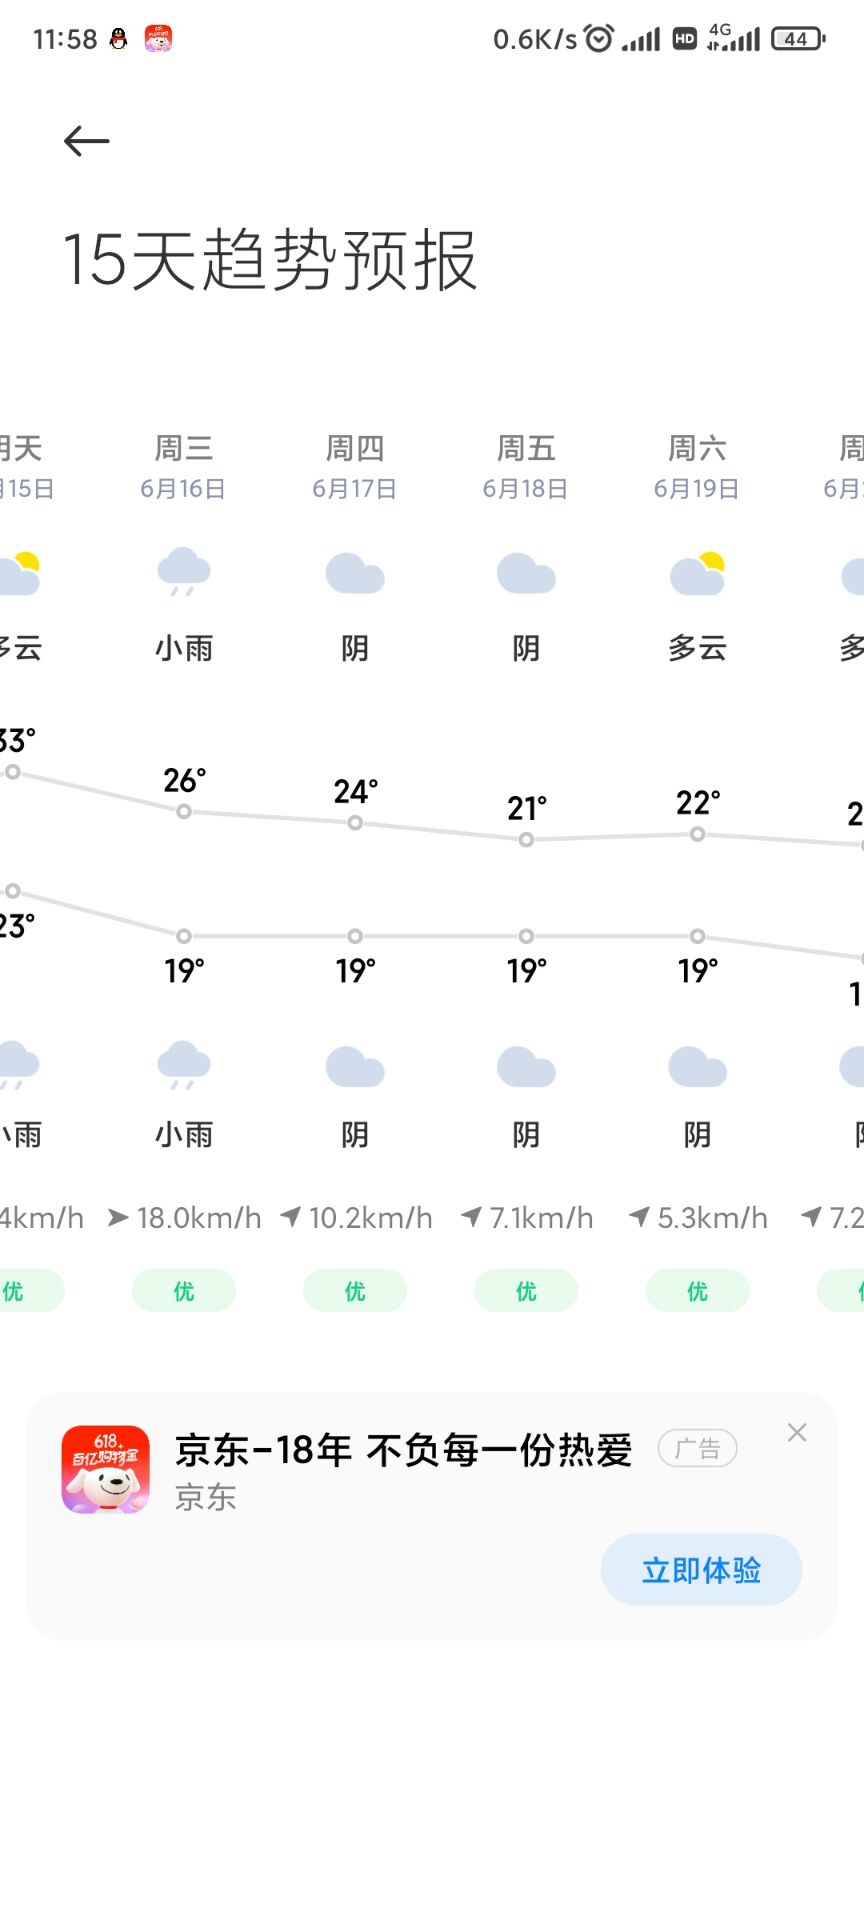 11:58 0.6K/s HD 4G 44
15天趋势预报
明天 周三 周四 周五 周六 周
月15日 6月16日 6月17日 6月18日 6月19日 6月
多云 小雨 阴 阴 多云 多
33° 26° 24° 21° 22° 2
23° 19° 19° 19° 19° 1
小雨 小雨 阴 阴 阴 阴
4km/h 18.0km/h 10.2km/h 7.1km/h 5.3km/h 7.2
优 优 优 优 优
618
百亿购物金
京东-18年 不负每一份热爱 广告
京东
立即体验